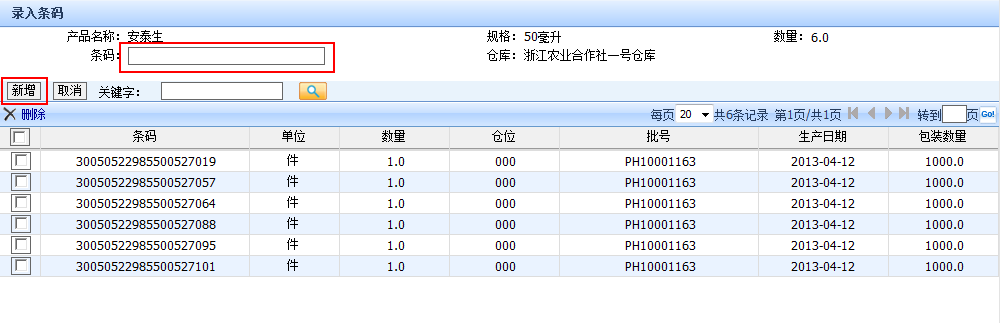 录入条码
产品名称: 安泰生 规格: 50毫升 数量: 6.0
条码: 仓库: 浙江农业合作社一号仓库
新增 取消 关键字:
删除 每页 20 共6条记录 第1页/共1页 转到 页 Go!
条码 单位 数量 仓位 批号 生产日期 包装数量
30050522985500527019 件 1.0 000 PH10001163 2013-04-12 1000.0
30050522985500527057 件 1.0 000 PH10001163 2013-04-12 1000.0
30050522985500527064 件 1.0 000 PH10001163 2013-04-12 1000.0
30050522985500527088 件 1.0 000 PH10001163 2013-04-12 1000.0
30050522985500527095 件 1.0 000 PH10001163 2013-04-12 1000.0
30050522985500527101 件 1.0 000 PH10001163 2013-04-12 1000.0